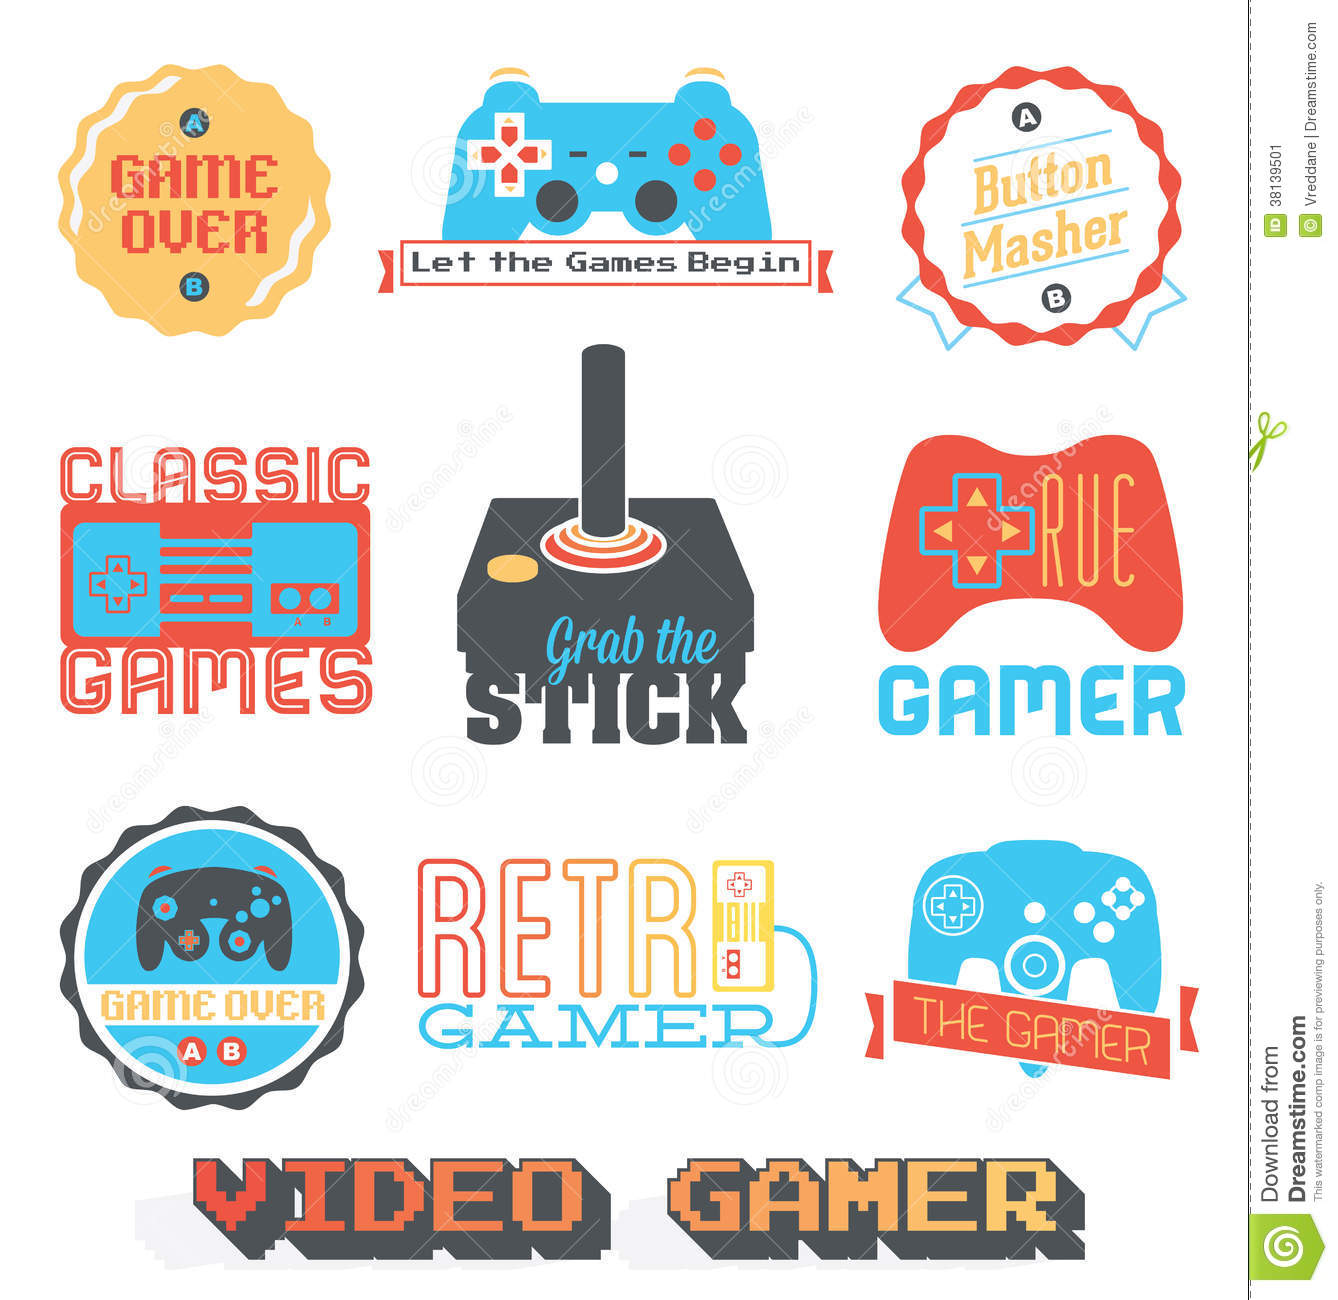 A
GAME
OVER
B
Let the Games Begin
A
Button
Masher
B
CLASSIC
A B
GAMES
Grab the
STICK
RUE
GAMER
GAME OVER
A B
RETR
GAMER
THE GAMER
VIDEO GAMER
dreamstime
ID 38139501
© Vreddane | Dreamstime.com
Download from
Dreamstime.com
This watermarked comp image is for previewing purposes only.